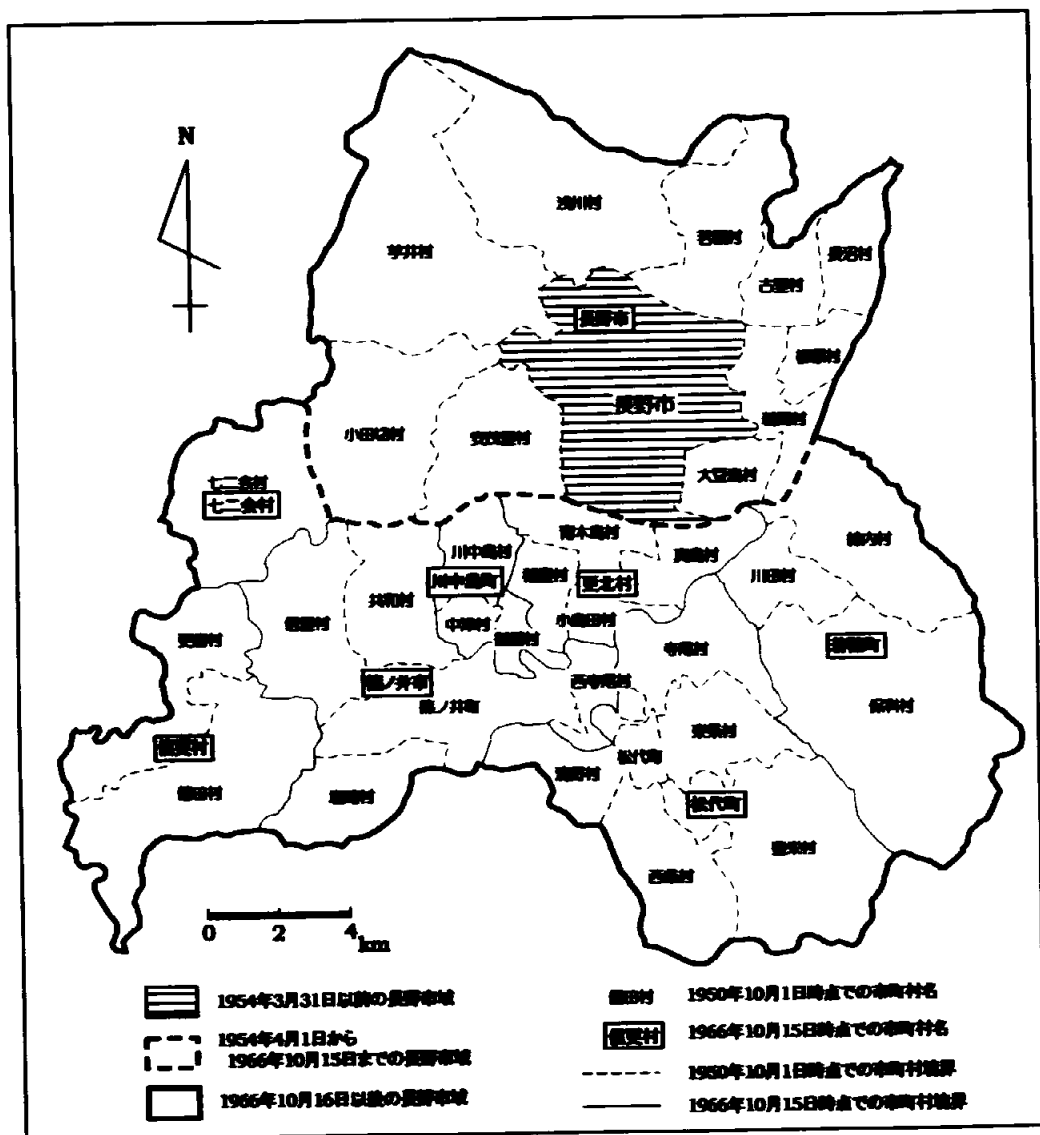 N
浅川村
芋井村
若槻村
長沼村
古里村
長野市
柳原村
長野市
朝陽村
小田切村
安茂里村
大豆島村
七二会村
七二会村
青木島村
綿内村
川中島村
真島村
稲里村
川田村
川中島町
更北村
共和村
信里村
中津村
小島田村
更府村
御厨村
寺尾村
若穂町
篠ノ井市
西寺尾村
篠ノ井町
保科村
東条村
信更村
松代町
清野村
信田村
塩崎村
松代町
豊栄村
西条村
0 2 4 km
1954年3月31日以前の長野市域
1954年4月1日から
1966年10月15日までの長野市域
1966年10月16日以後の長野市域
信田村 1950年10月1日時点での市町村名
信更村 1966年10月15日時点での市町村名
1950年10月1日時点での市町村境界
1966年10月15日時点での市町村境界